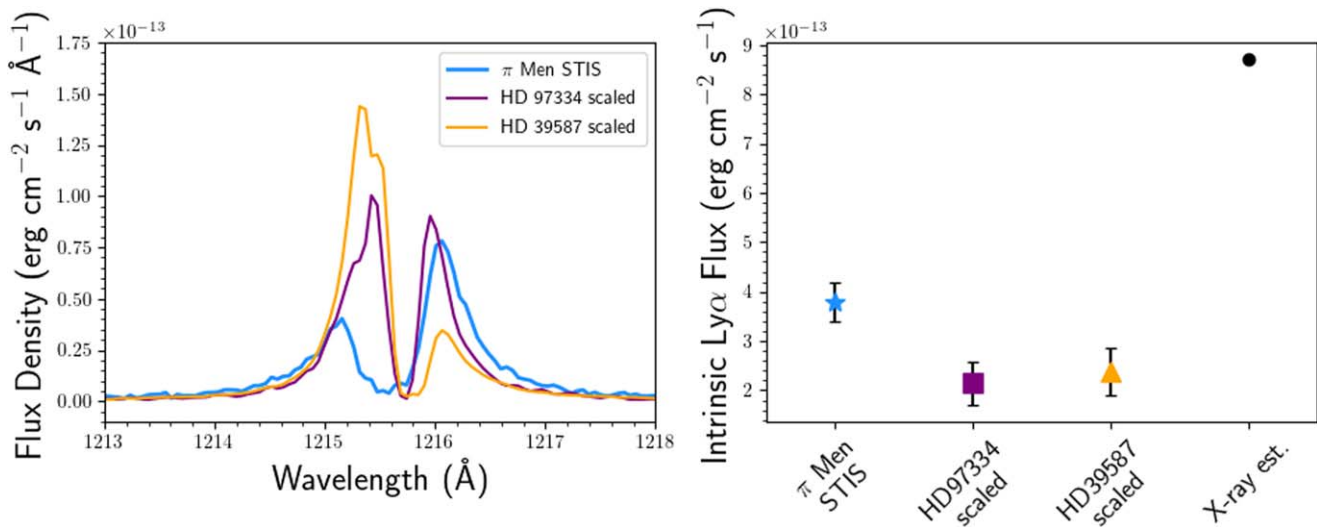 ×10⁻¹³
Flux Density (erg cm⁻² s⁻¹ Å⁻¹)
1.75
1.50
1.25
1.00
0.75
0.50
0.25
0.00
1213
1214
1215
1216
1217
1218
Wavelength (Å)
π Men STIS
HD 97334 scaled
HD 39587 scaled
×10⁻¹³
Intrinsic Lyα Flux (erg cm⁻² s⁻¹)
9
8
7
6
5
4
3
2
π Men
STIS
HD97334
scaled
HD39587
scaled
X-ray est.